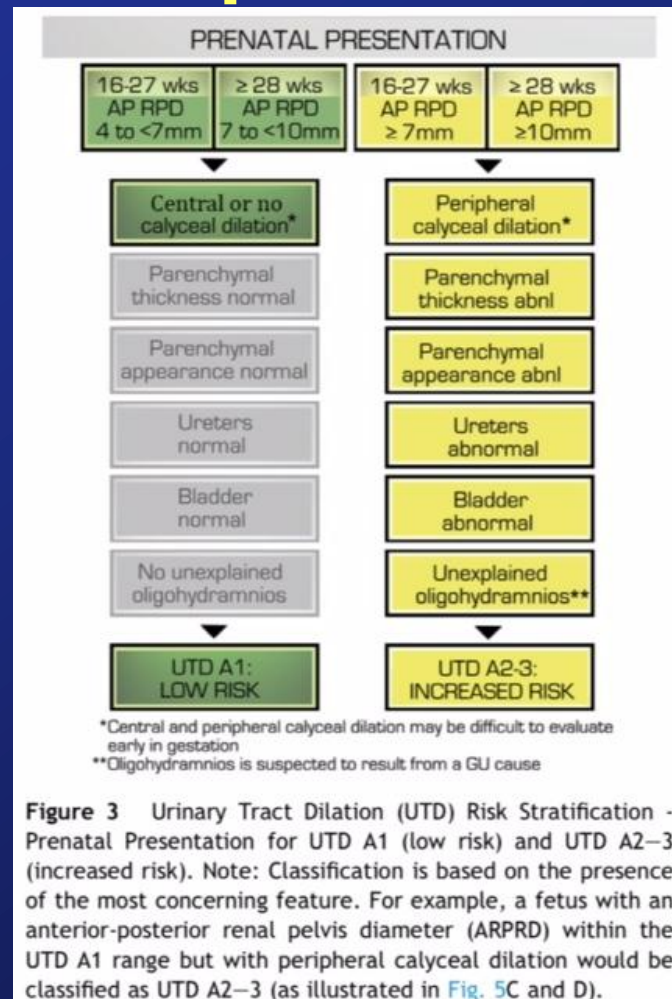 PRENATAL PRESENTATION
16-27 wks
AP RPD
4 to <7mm
≥ 28 wks
AP RPD
7 to <10mm
16-27 wks
AP RPD
≥ 7mm
≥ 28 wks
AP RPD
≥10mm
Central or no
calyceal dilation*
Peripheral
calyceal dilation*
Parenchymal
thickness normal
Parenchymal
thickness abnl
Parenchymal
appearance normal
Parenchymal
appearance abnl
Ureters
normal
Ureters
abnormal
Bladder
normal
Bladder
abnormal
No unexplained
oligohydramnios
Unexplained
oligohydramnios**
UTD A1:
LOW RISK
UTD A2-3:
INCREASED RISK
*Central and peripheral calyceal dilation may be difficult to evaluate
early in gestation
**Oligohydramnios is suspected to result from a GU cause
Figure 3 Urinary Tract Dilation (UTD) Risk Stratification -
Prenatal Presentation for UTD A1 (low risk) and UTD A2–3
(increased risk). Note: Classification is based on the presence
of the most concerning feature. For example, a fetus with an
anterior-posterior renal pelvis diameter (ARPRD) within the
UTD A1 range but with peripheral calyceal dilation would be
classified as UTD A2–3 (as illustrated in Fig. 5C and D).